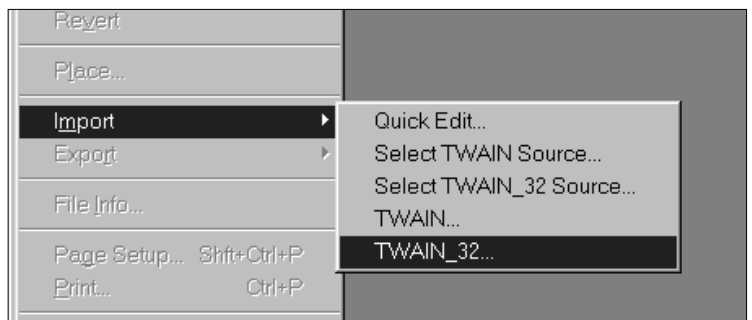 Revert
Place...
Import
Export
File Info...
Page Setup... Shft+Ctrl+P
Print... Ctrl+P
Quick Edit...
Select TWAIN Source...
Select TWAIN_32 Source...
TWAIN...
TWAIN_32...